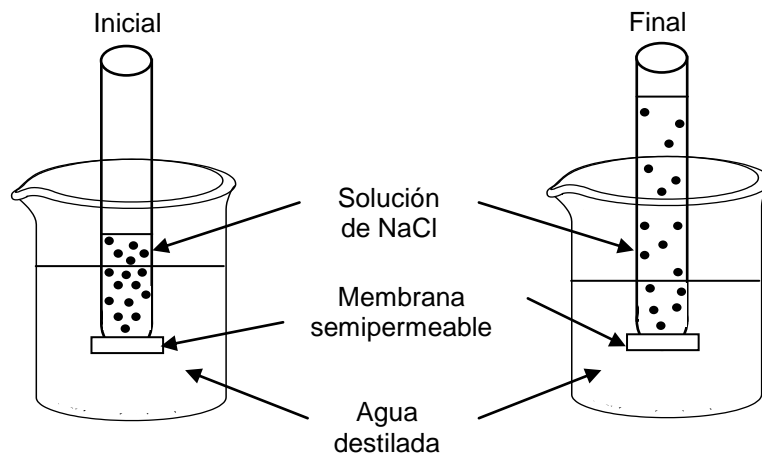 Inicial
Final
Solución
de NaCl
Membrana
semipermeable
Agua
destilada